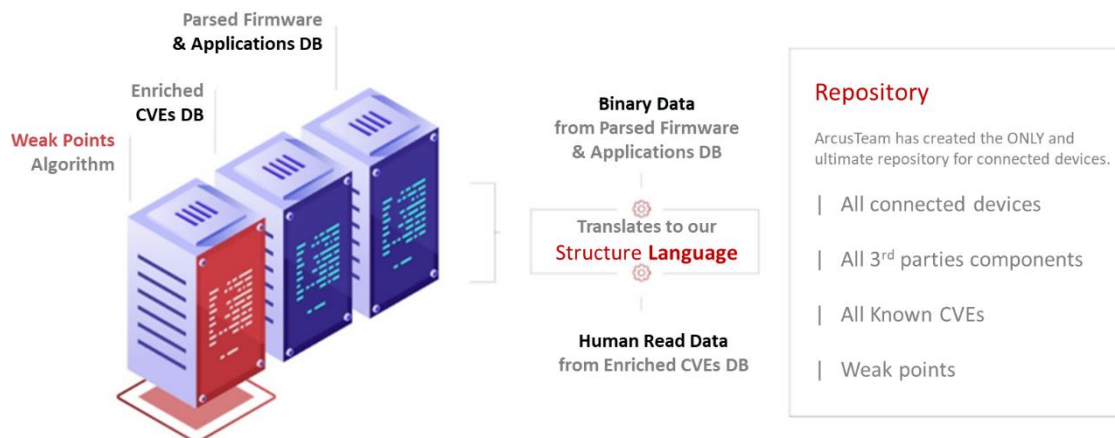 Parsed Firmware
& Applications DB
Enriched
CVEs DB
Weak Points
Algorithm
Binary Data
from Parsed Firmware
& Applications DB
Translates to our
Structure Language
Human Read Data
from Enriched CVEs DB
Repository
ArcusTeam has created the ONLY and
ultimate repository for connected devices.
| All connected devices
| All 3rd parties components
| All Known CVEs
| Weak points